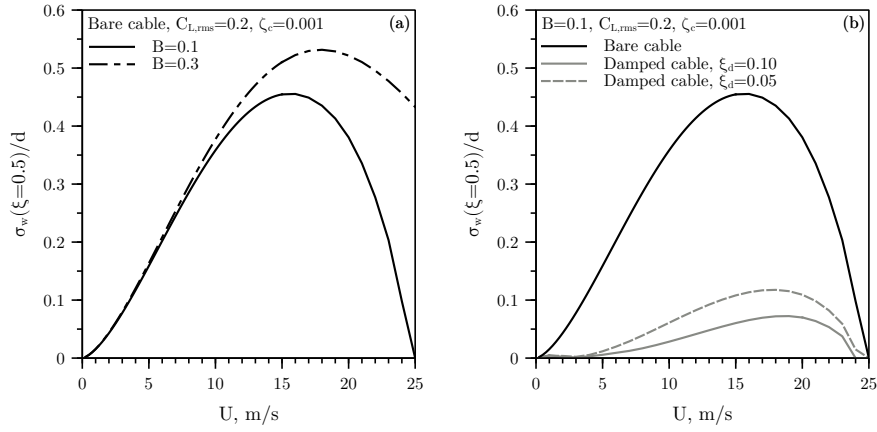 Bare cable, C_L,rms=0.2, ζ_c=0.001 (a)
B=0.1
B=0.3
0.6
0.5
0.4
0.3
0.2
0.1
0
σ_w(ξ=0.5)/d
0 5 10 15 20 25
U, m/s
B=0.1, C_L,rms=0.2, ζ_c=0.001 (b)
Bare cable
Damped cable, ξ_d=0.10
Damped cable, ξ_d=0.05
0.6
0.5
0.4
0.3
0.2
0.1
0
σ_w(ξ=0.5)/d
0 5 10 15 20 25
U, m/s